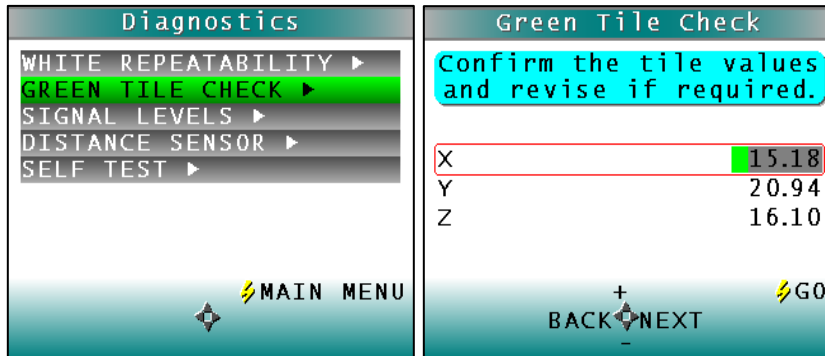 Diagnostics
WHITE REPEATABILITY ▶
GREEN TILE CHECK ▶
SIGNAL LEVELS ▶
DISTANCE SENSOR ▶
SELF TEST ▶
MAIN MENU
Green Tile Check
Confirm the tile values
and revise if required.
X 15.18
Y 20.94
Z 16.10
+
GO
BACK NEXT
-